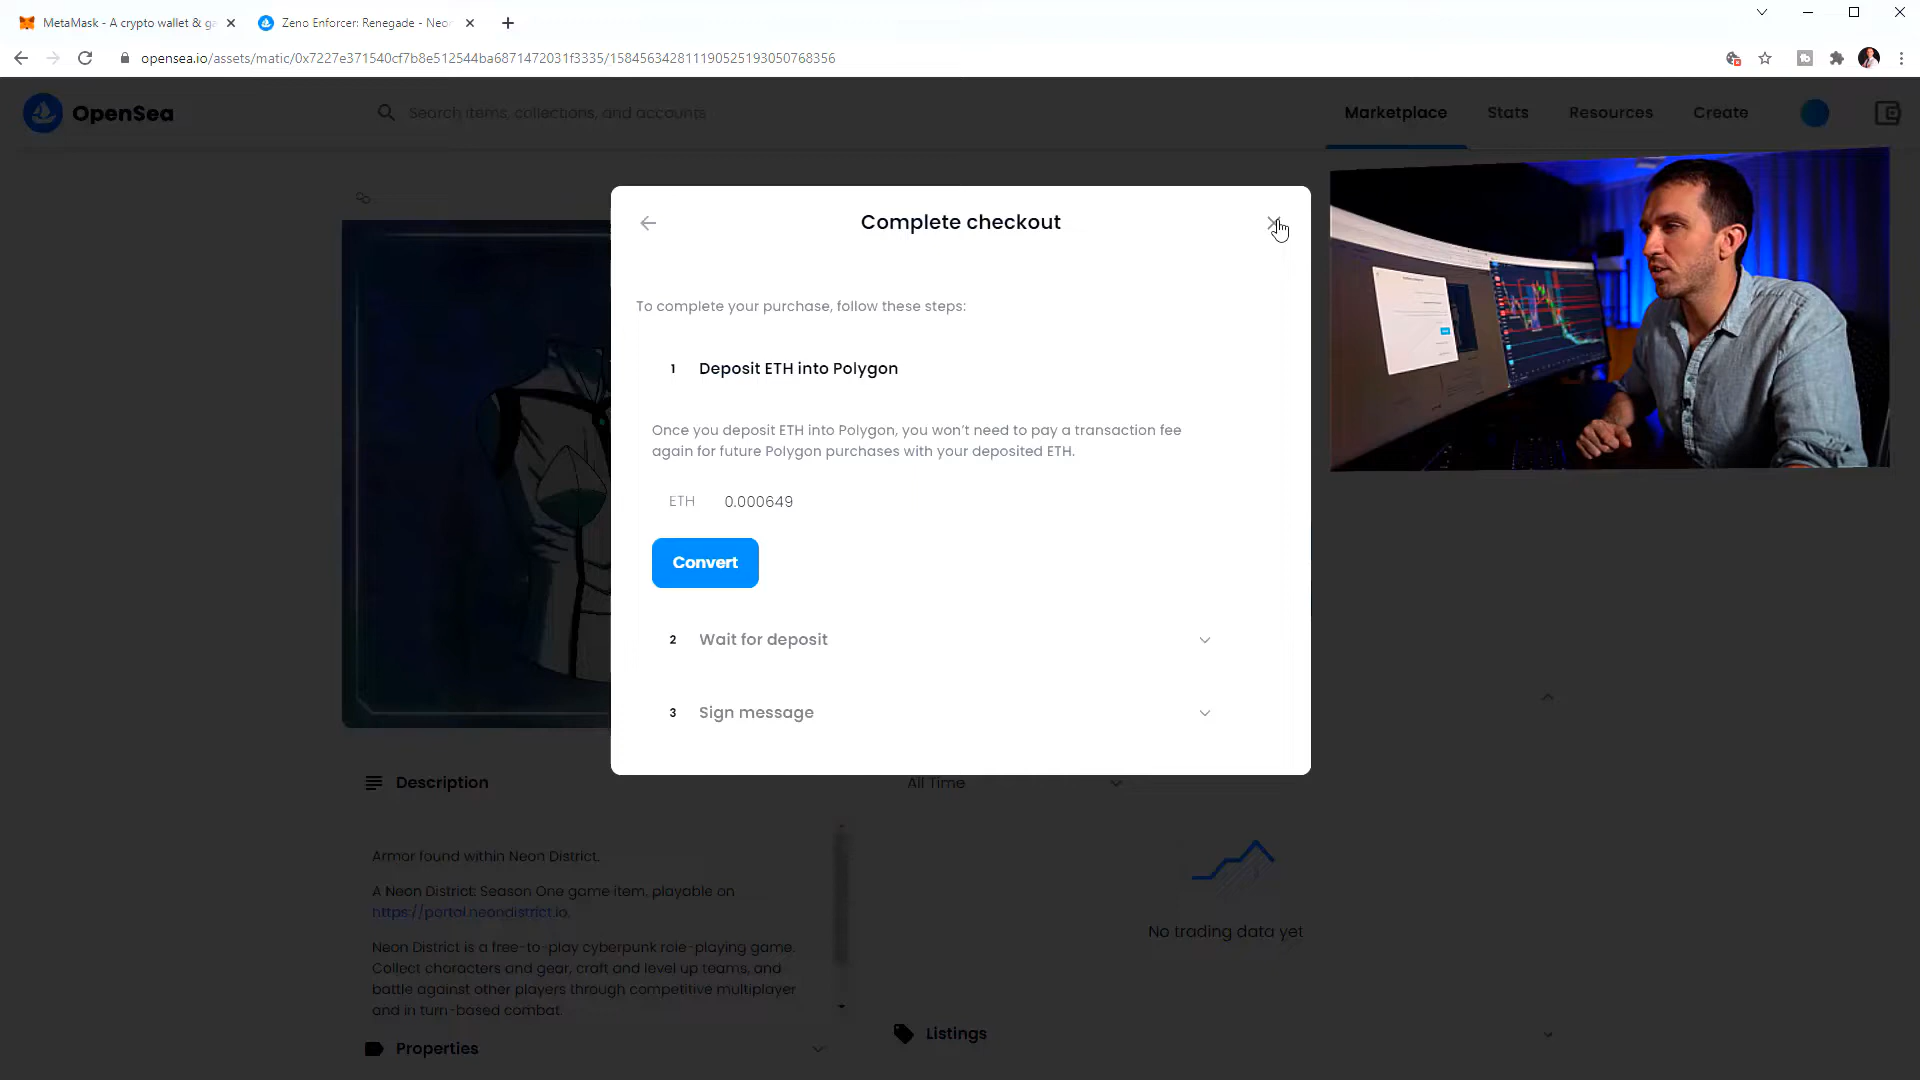 MetaMask - A crypto wallet & ga
Zeno Enforcer: Renegade - Neon
opensea.io/assets/matic/0x7227e371540cf7b8e512544ba6871472031f3335/158456342811190525193050768356
OpenSea
Search items, collections, and accounts
Marketplace
Stats
Resources
Create
Complete checkout
To complete your purchase, follow these steps:
1 Deposit ETH into Polygon
Once you deposit ETH into Polygon, you won't need to pay a transaction fee
again for future Polygon purchases with your deposited ETH.
ETH 0.000649
Convert
2 Wait for deposit
3 Sign message
Description
All Time
Armor found within Neon District.
A Neon District: Season One game item, playable on
https://portal.neondistrict.io.
Neon District is a free-to-play cyberpunk role-playing game.
Collect characters and gear, craft and level up teams, and
battle against other players through competitive multiplayer
and in turn-based combat.
No trading data yet
Listings
Properties